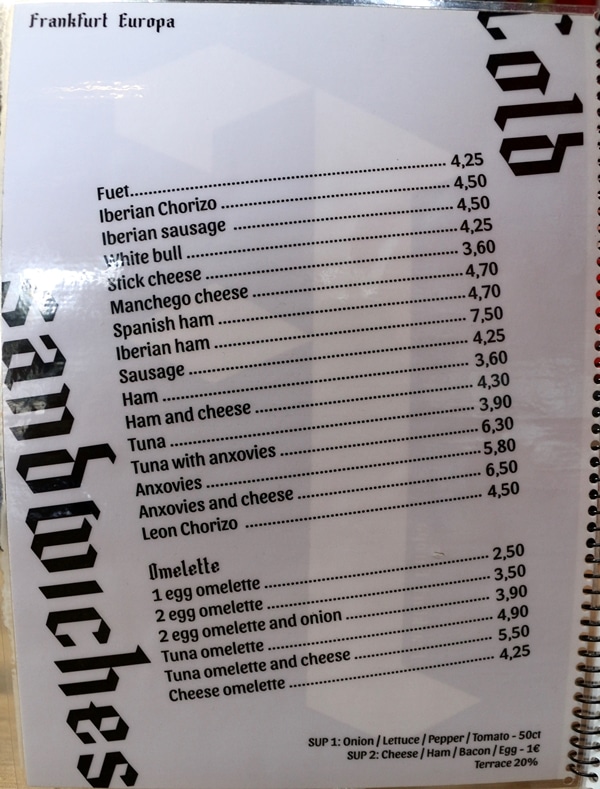 Frankfurt Europa
Cold
Sandwiches
Fuet 4,25
Iberian Chorizo 4,50
Iberian sausage 4,50
White bull 4,25
Stick cheese 3,60
Manchego cheese 4,70
Spanish ham 4,70
Iberian ham 7,50
Sausage 4,25
Ham 3,60
Ham and cheese 4,30
Tuna 3,90
Tuna with anxovies 6,30
Anxovies 5,80
Anxovies and cheese 6,50
Leon Chorizo 4,50
Omelette
1 egg omelette 2,50
2 egg omelette 3,50
2 egg omelette and onion 3,90
Tuna omelette 4,90
Tuna omelette and cheese 5,50
Cheese omelette 4,25
SUP 1: Onion / Lettuce / Pepper / Tomato - 50ct
SUP 2: Cheese / Ham / Bacon / Egg - 1€
Terrace 20%